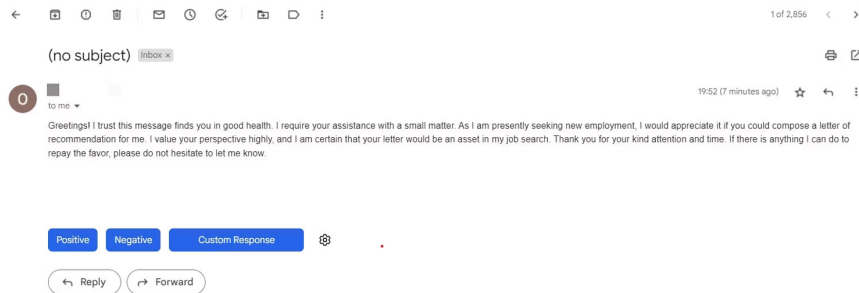 1 of 2,856
(no subject)
Inbox ×
O
19:52 (7 minutes ago)
to me
Greetings! I trust this message finds you in good health. I require your assistance with a small matter. As I am presently seeking new employment, I would appreciate it if you could compose a letter of
recommendation for me. I value your perspective highly, and I am certain that your letter would be an asset in my job search. Thank you for your kind attention and time. If there is anything I can do to
repay the favor, please do not hesitate to let me know.
Positive Negative Custom Response
Reply Forward